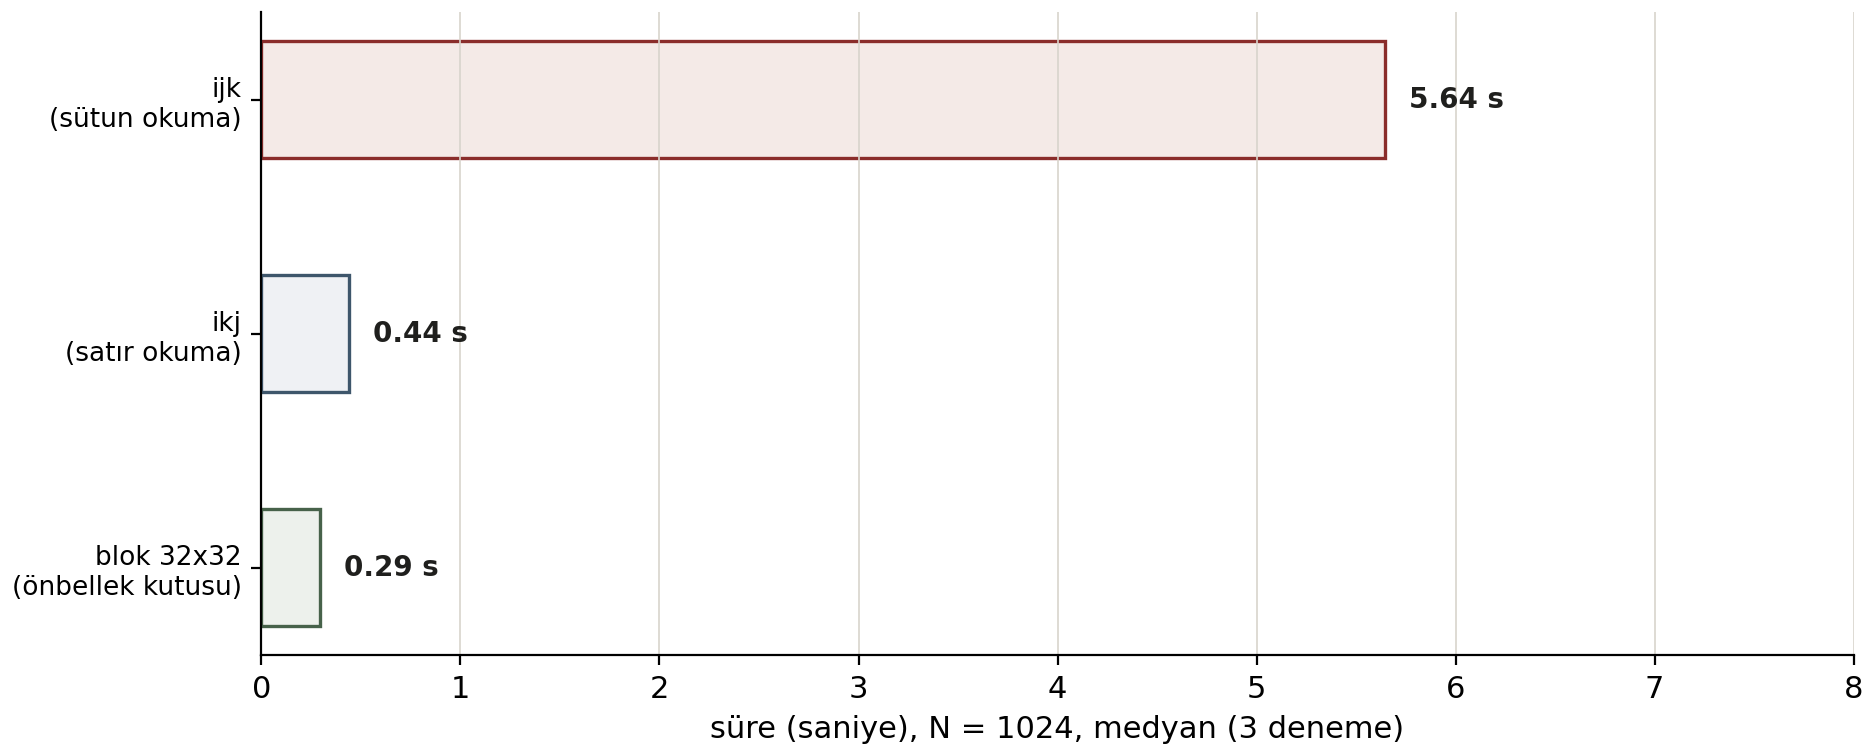 ijk
(sütun okuma)
5.64 s
ikj
(satır okuma)
0.44 s
blok 32x32
(önbellek kutusu)
0.29 s
0 1 2 3 4 5 6 7 8
süre (saniye), N = 1024, medyan (3 deneme)